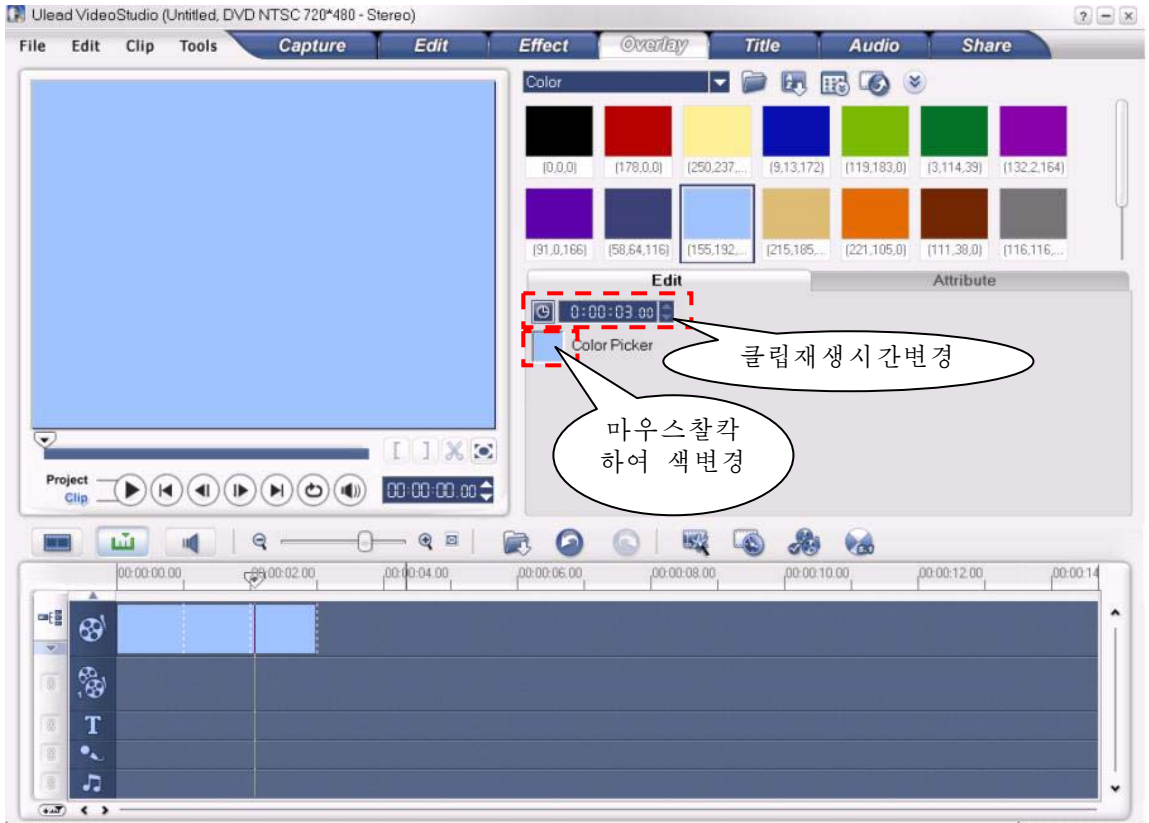 Ulead VideoStudio (Untitled, DVD NTSC 720*480 - Stereo)
File Edit Clip Tools Capture Edit Effect Overlay Title Audio Share
Color
(0,0,0) (178,0,0) (250,237,... (9,13,172) (119,183,0) (3,114,39) (132,2,164)
(91,0,166) (58,64,116) (155,192,... (215,185,... (221,105,0) (111,38,0) (116,116,...
Edit Attribute
0:00:03.00
Color Picker
클립재생시간변경
마우스찰칵
하여 색변경
[ ]
Project
Clip
00:00:00.00
00:00:00.00 00:00:02.00 00:00:04.00 00:00:06.00 00:00:08.00 00:00:10.00 00:00:12.00 00:00:14
1
T